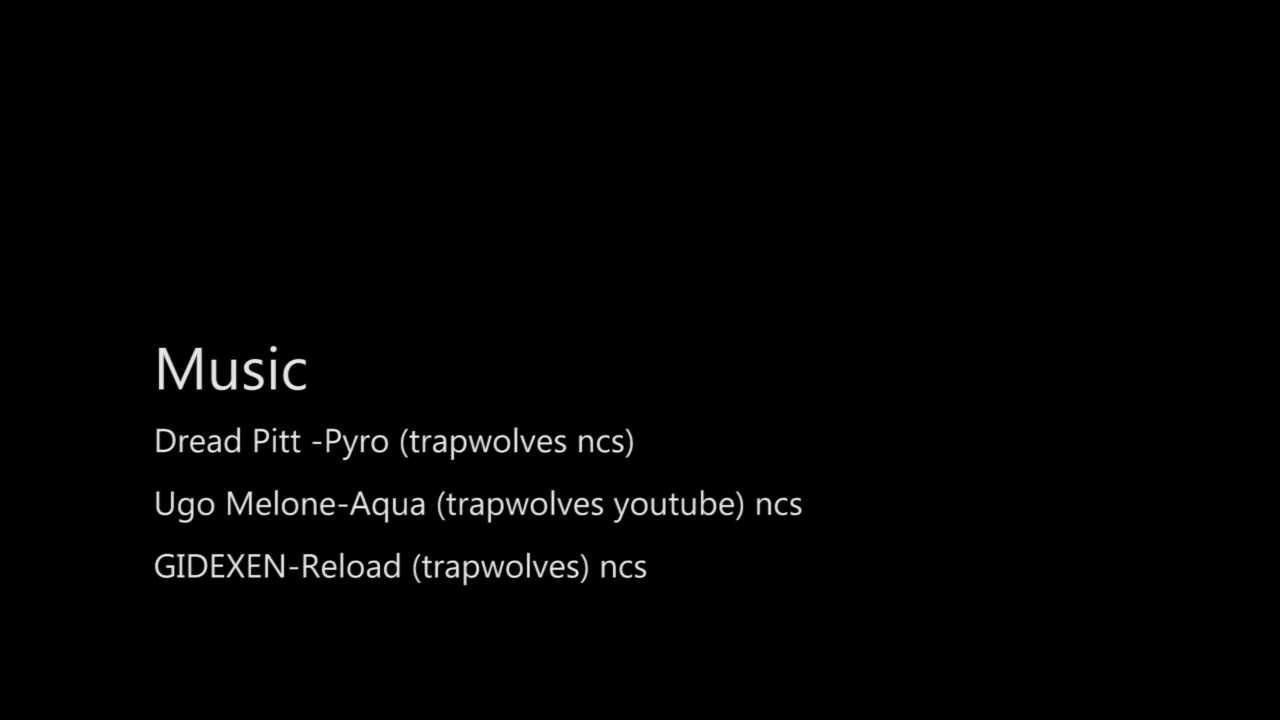 Music
Dread Pitt -Pyro (trapwolves ncs)
Ugo Melone-Aqua (trapwolves youtube) ncs
GIDEXEN-Reload (trapwolves) ncs